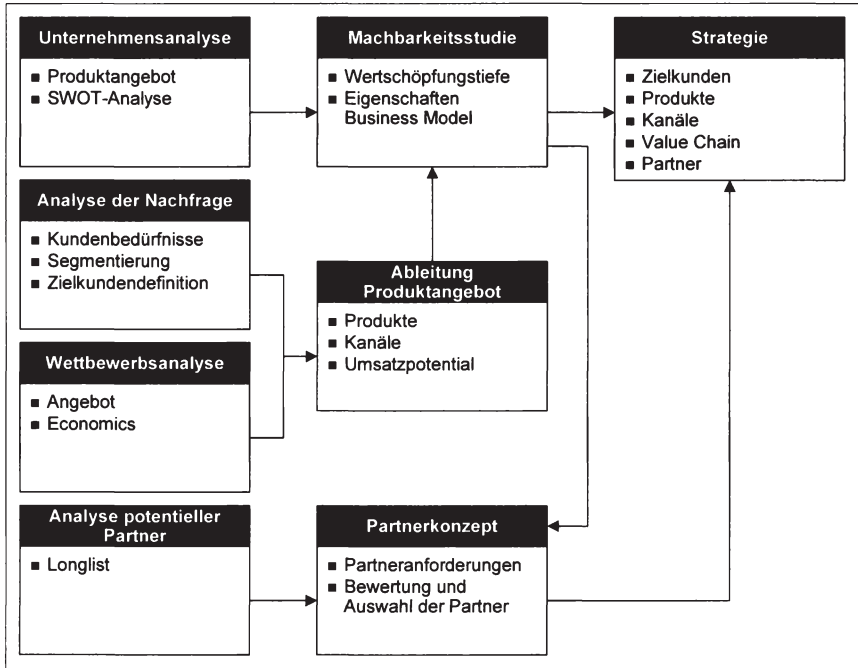 Unternehmensanalyse
■ Produktangebot
■ SWOT-Analyse
Machbarkeitsstudie
■ Wertschöpfungstiefe
■ Eigenschaften
Business Model
Strategie
■ Zielkunden
■ Produkte
■ Kanäle
■ Value Chain
■ Partner
Analyse der Nachfrage
■ Kundenbedürfnisse
■ Segmentierung
■ Zielkundendefinition
Ableitung
Produktangebot
■ Produkte
■ Kanäle
■ Umsatzpotential
Wettbewerbsanalyse
■ Angebot
■ Economics
Analyse potentieller
Partner
■ Longlist
Partnerkonzept
■ Partneranforderungen
■ Bewertung und
Auswahl der Partner